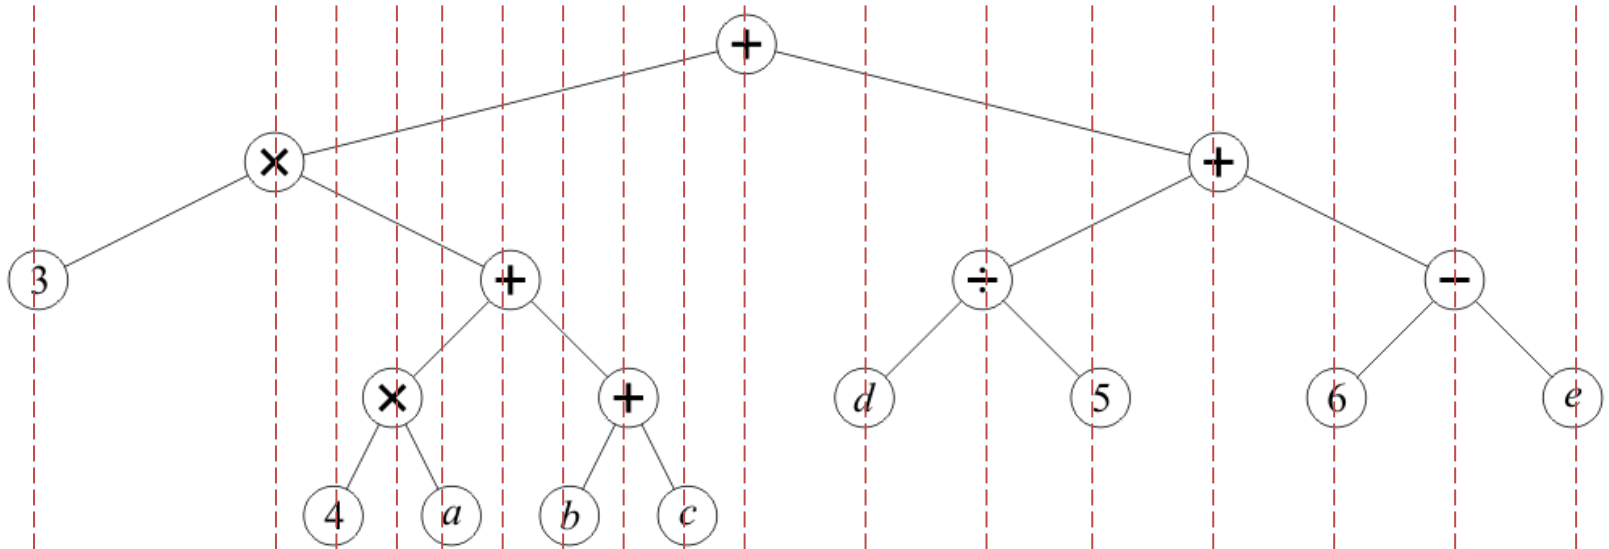 +
× +
3 + ÷ −
× + d 5 6 e
4 a b c